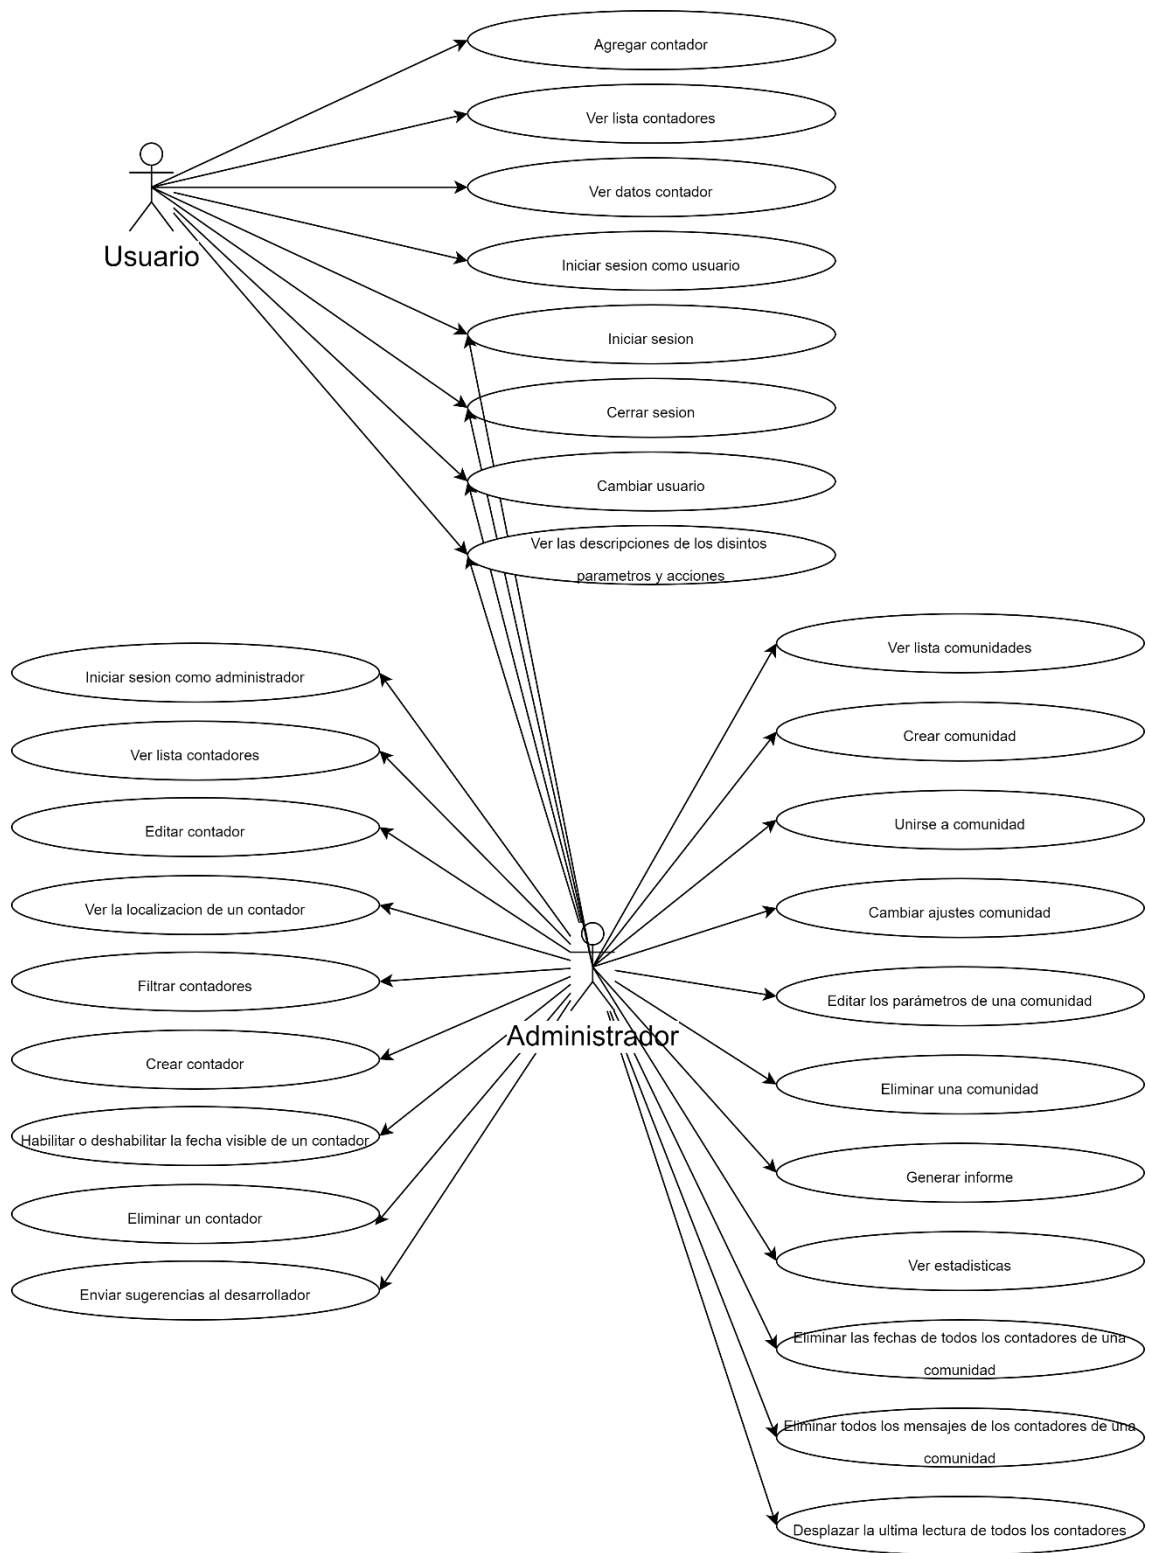 Agregar contador
Ver lista contadores
Ver datos contador
Usuario
Iniciar sesion como usuario
Iniciar sesion
Cerrar sesion
Cambiar usuario
Ver las descripciones de los disintos
parametros y acciones
Iniciar sesion como administrador
Ver lista contadores
Editar contador
Ver la localizacion de un contador
Filtrar contadores
Crear contador
Habilitar o deshabilitar la fecha visible de un contador
Eliminar un contador
Enviar sugerencias al desarrollador
Administrador
Ver lista comunidades
Crear comunidad
Unirse a comunidad
Cambiar ajustes comunidad
Editar los parámetros de una comunidad
Eliminar una comunidad
Generar informe
Ver estadisticas
Eliminar las fechas de todos los contadores de una
comunidad
Eliminar todos los mensajes de los contadores de una
comunidad
Desplazar la ultima lectura de todos los contadores